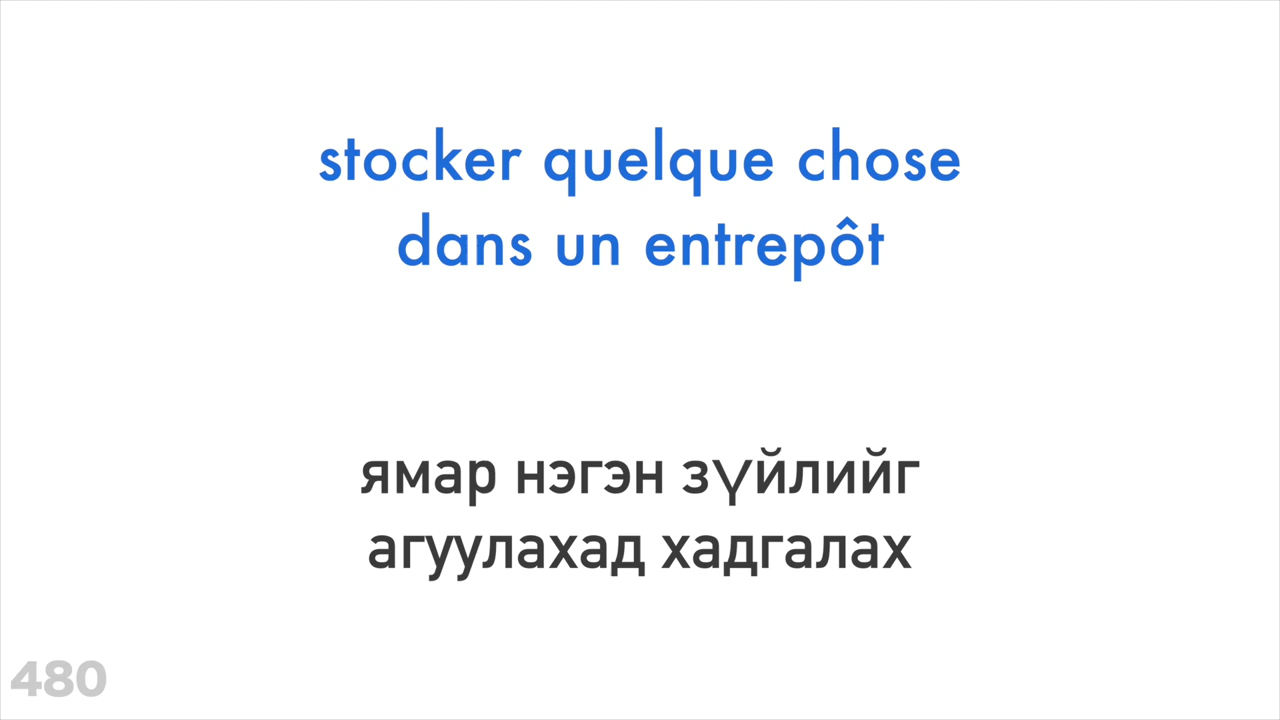 stocker quelque chose
dans un entrepôt
ямар нэгэн зүйлийг
агуулахад хадгалах
480